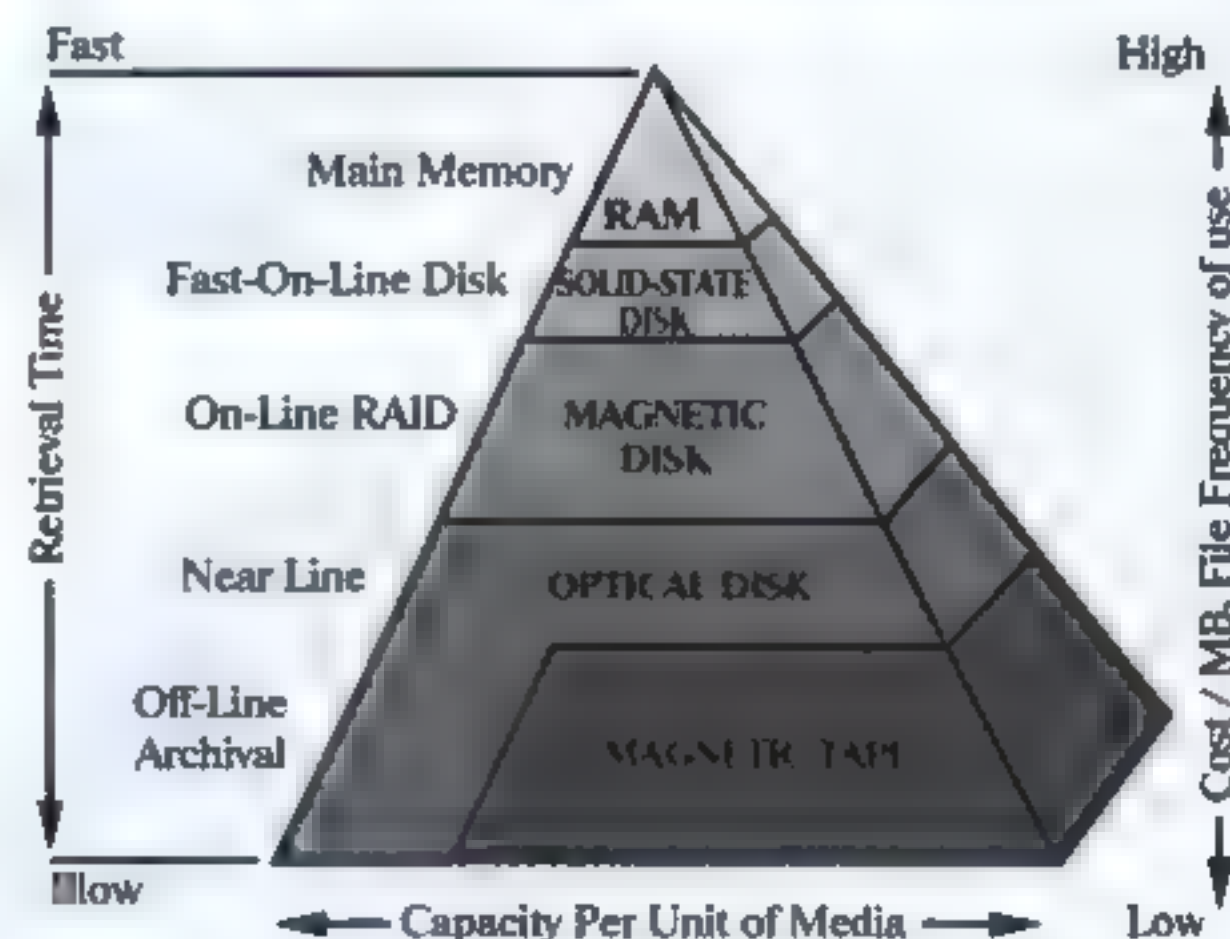 Fast
High
Main Memory
RAM
Fast-On-Line Disk
SOLID-STATE
DISK
On-Line RAID
MAGNETIC
DISK
Near Line
OPTICAL DISK
Off-Line
Archival
MAGNETIC TAPE
Capacity Per Unit of Media
Low
Retrieval Time
Cost / MB, File Frequency of use